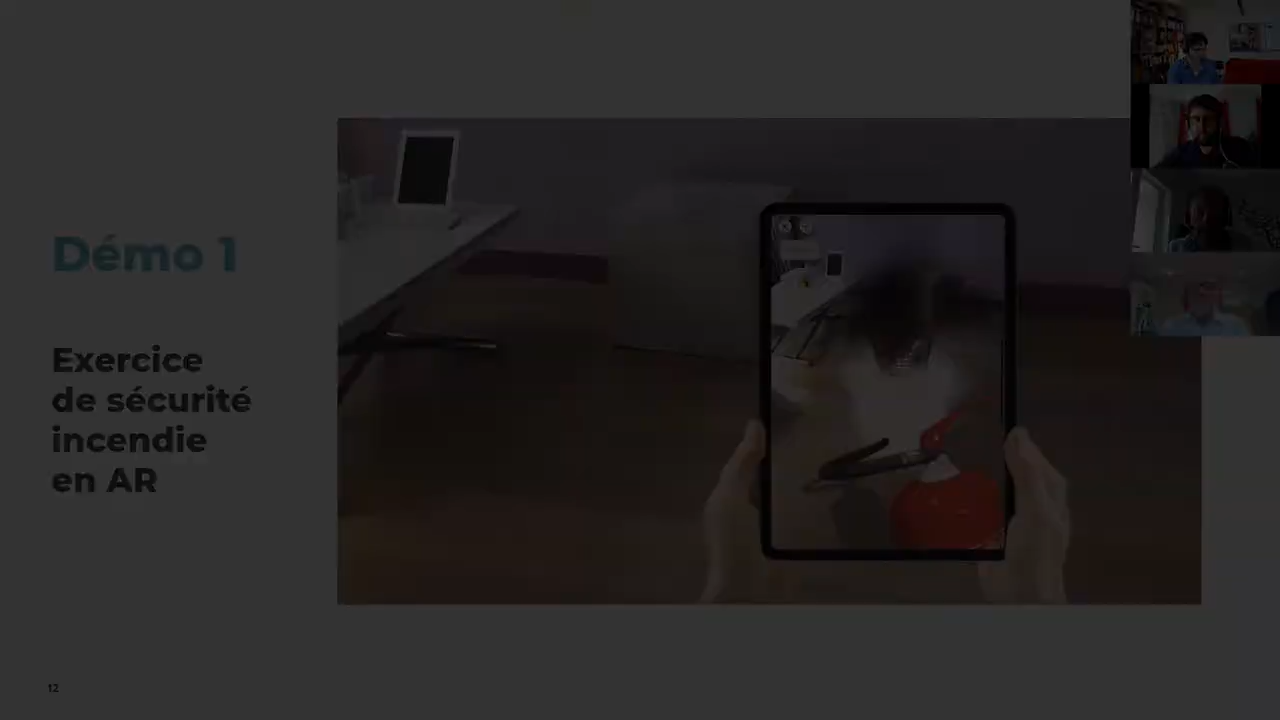 Démo 1
Exercice
de sécurité
incendie
en AR
12